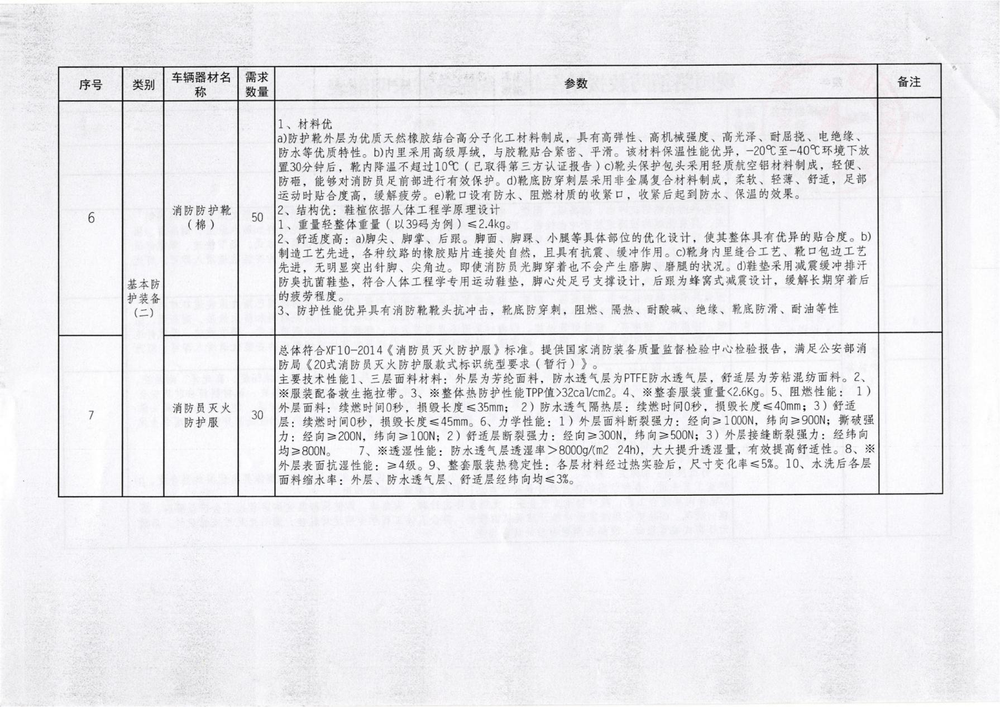 序号
类别
车辆器材名
称
需求
数量
参数
备注
6
基本防
护装备
(二)
消防防护靴
（棉）
50
1、材料优
a)防护靴外层为优质天然橡胶结合高分子化工材料制成，具有高弹性、高机械强度、高光泽、耐屈挠、电绝缘、
防水等优质特性。b)内里采用高级厚绒，与胶靴贴合紧密、平滑。该材料保温性能优异，-20℃至-40℃环境下放
置30分钟后，靴内降温不超过10℃（已取得第三方认证报告）c)靴头保护包头采用轻质航空铝材料制成，轻便、
防砸，能够对消防员足前部进行有效保护。d)靴底防穿刺层采用非金属复合材料制成，柔软、轻薄、舒适，足部
运动时贴合度高，缓解疲劳。e)靴口设有防水、阻燃材质的收紧口，收紧后起到防水、保温的效果。
2、结构优：鞋楦依据人体工程学原理设计
1、重量轻整体重量（以39码为例）≤2.4kg。
2、舒适度高：a)脚尖、脚掌、后跟。脚面、脚踝、小腿等具体部位的优化设计，使其整体具有优异的贴合度。b)
制造工艺先进，各种纹路的橡胶贴片连接处自然，且具有抗震、缓冲作用。c)靴身内里缝合工艺、靴口包边工艺
先进，无明显突出针脚、尖角边。即使消防员光脚穿着也不会产生磨脚、磨腿的状况。d)鞋垫采用减震缓冲排汗
防臭抗菌鞋垫，符合人体工程学专用运动鞋垫，脚心处足弓支撑设计，后跟为蜂窝式减震设计，缓解长期穿着后
的疲劳程度。
3、防护性能优异具有消防靴靴头抗冲击，靴底防穿刺，阻燃、隔热、耐酸碱、绝缘、靴底防滑、耐油等性
7
消防员灭火
防护服
30
总体符合XF10-2014《消防员灭火防护服》标准。提供国家消防装备质量监督检验中心检验报告，满足公安部消
防局《20式消防员灭火防护服款式标识统型要求（暂行）》。
主要技术性能1、三层面料材料：外层为芳纶面料，防水透气层为PTFE防水透气层，舒适层为芳粘混纺面料。2、
※服装配备救生拖拉带。3、※整体热防护性能TPP值>32cal/cm2。4、※整套服装重量<2.6Kg。5、阻燃性能：1）
外层面料：续燃时间0秒，损毁长度≤35mm；2）防水透气隔热层：续燃时间0秒，损毁长度≤40mm；3）舒适
层：续燃时间0秒，损毁长度≤45mm。6、力学性能：1）外层面料断裂强力：经向≥1000N，纬向≥900N；撕破强
力：经向≥200N，纬向≥100N；2）舒适层断裂强力：经向≥300N，纬向≥500N；3）外层接缝断裂强力：经纬向
均≥800N。 7、※透湿性能：防水透气层透湿率＞8000g/(m2 24h)，大大提升透湿量，有效提高舒适性。8、※
外层表面抗湿性能：≥4级。9、整套服装热稳定性：各层材料经过热实验后，尺寸变化率≤5%。10、水洗后各层
面料缩水率：外层、防水透气层、舒适层经纬向均≤3%。